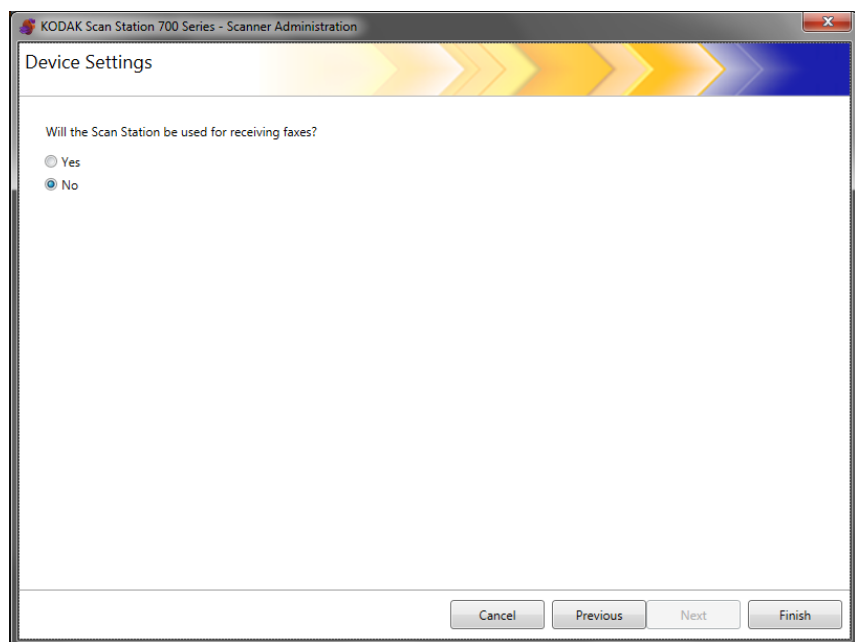 KODAK Scan Station 700 Series - Scanner Administration
Device Settings
Will the Scan Station be used for receiving faxes?
Yes
No
Cancel Previous Next Finish